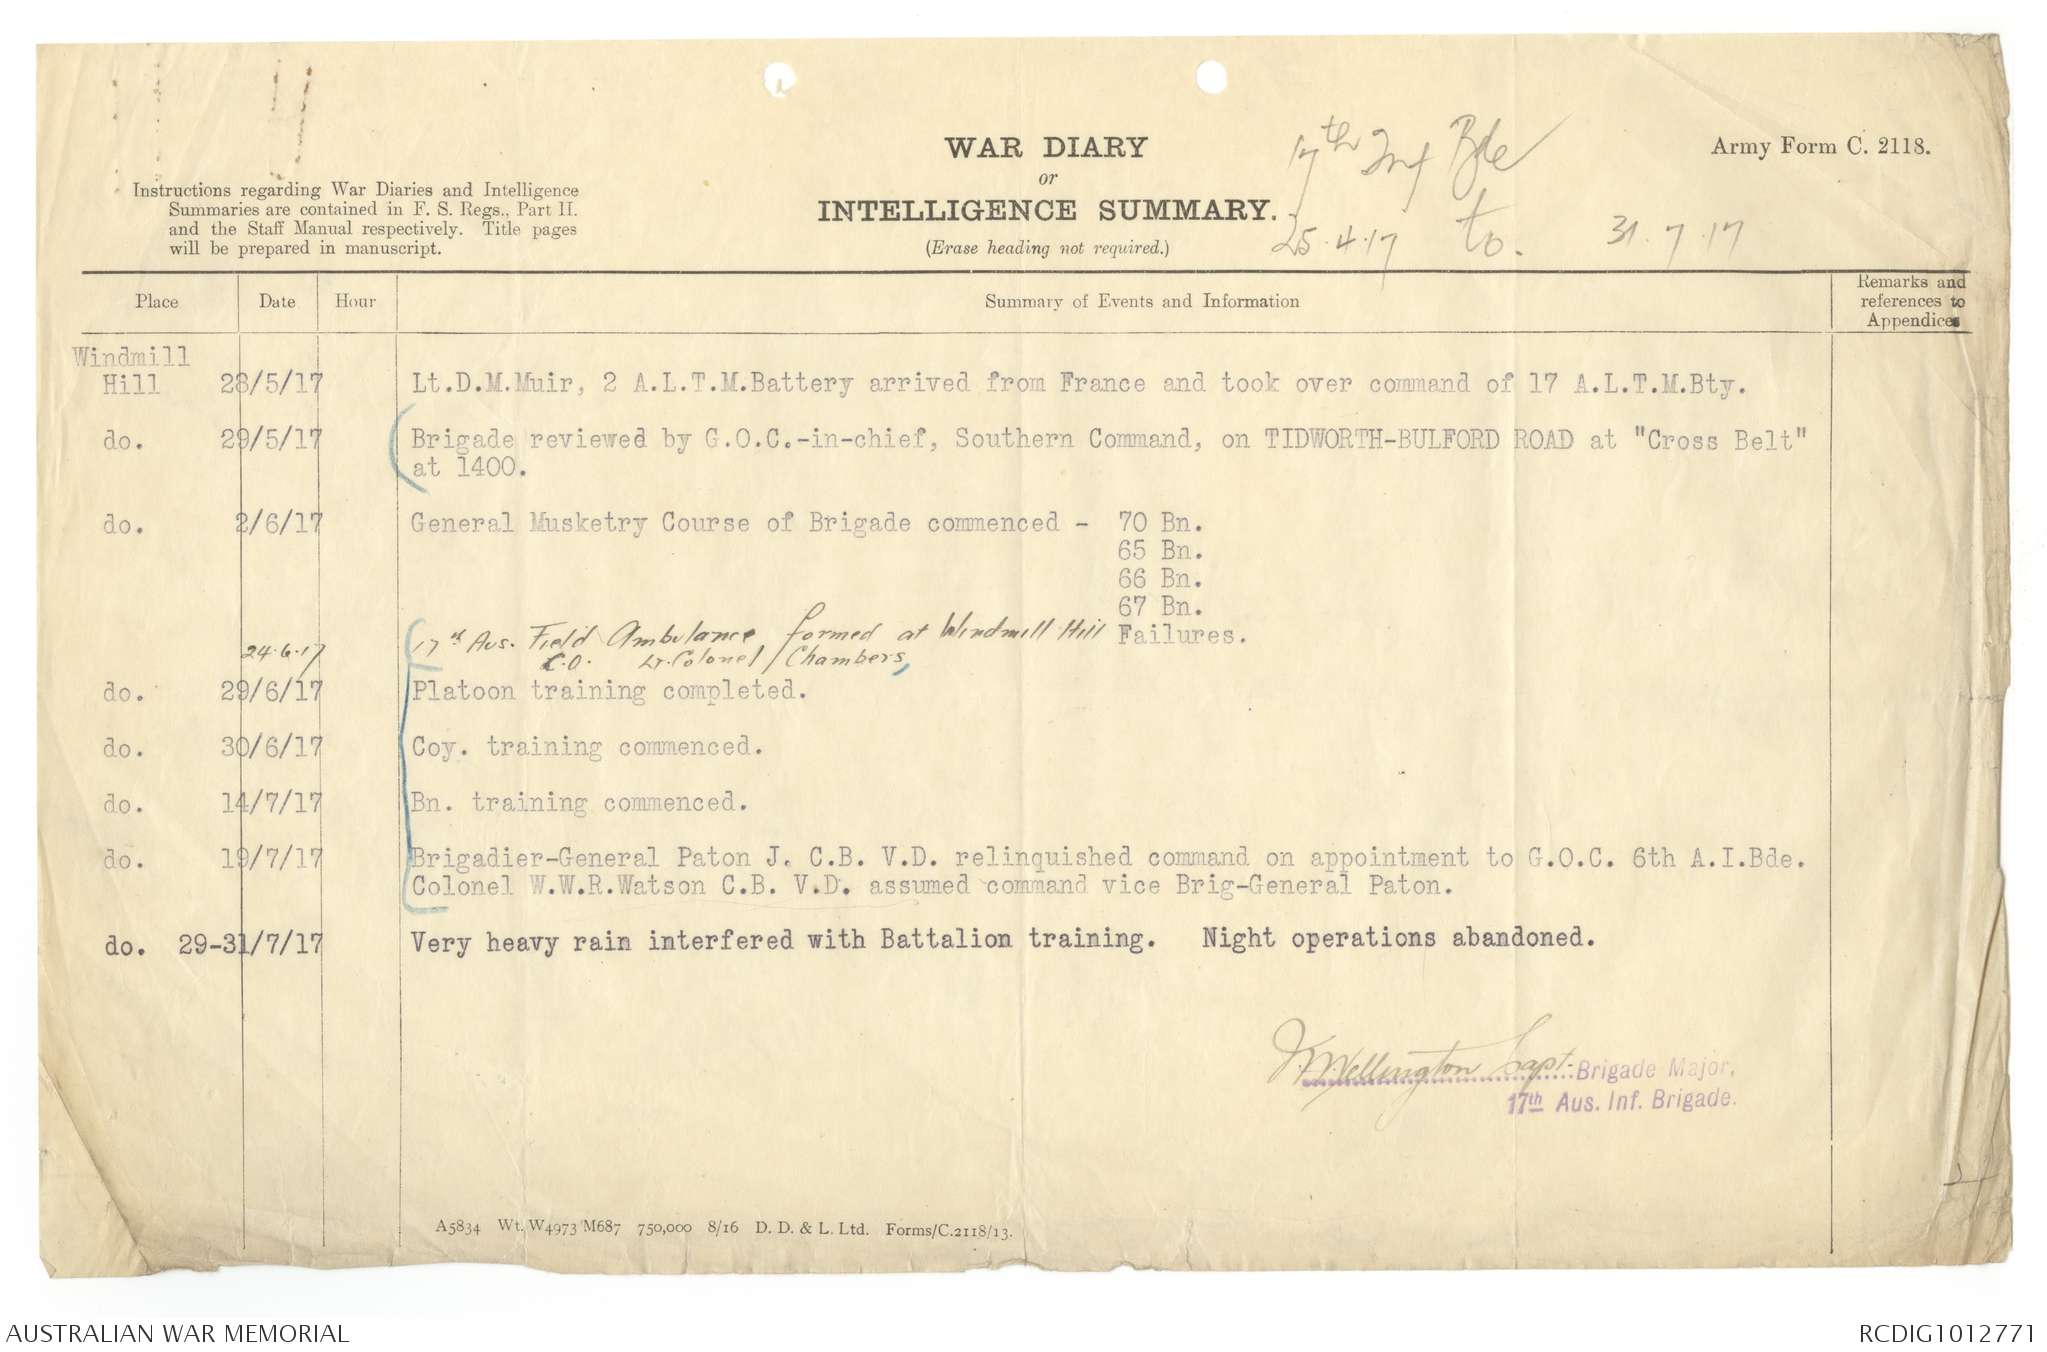 WAR DIARY
or
INTELLIGENCE SUMMARY.
(Erase heading not required.)
17th Inf Bde
25.4.17 to. 31.7.17
Army Form C. 2118.
Instructions regarding War Diaries and Intelligence
Summaries are contained in F. S. Regs., Part II.
and the Staff Manual respectively. Title pages
will be prepared in manuscript.
Place Date Hour Summary of Events and Information Remarks and references to Appendices
Windmill
Hill 28/5/17 Lt.D.M.Muir, 2 A.L.T.M.Battery arrived from France and took over command of 17 A.L.T.M.Bty.
do. 29/5/17 Brigade reviewed by G.O.C.-in-chief, Southern Command, on TIDWORTH-BULFORD ROAD at "Cross Belt"
at 1400.
do. 2/6/17 General Musketry Course of Brigade commenced - 70 Bn.
65 Bn.
66 Bn.
67 Bn.
Failures.
24.6.17 17th Aus. Field Ambulance formed at Windmill Hill
C.O. Lt. Colonel Chambers,
do. 29/6/17 Platoon training completed.
do. 30/6/17 Coy. training commenced.
do. 14/7/17 Bn. training commenced.
do. 19/7/17 Brigadier-General Paton J. C.B. V.D. relinquished command on appointment to G.O.C. 6th A.I.Bde.
Colonel W.W.R.Watson C.B. V.D. assumed command vice Brig-General Paton.
do. 29-31/7/17 Very heavy rain interfered with Battalion training. Night operations abandoned.
Wellington Capt. Brigade Major,
17th Aus. Inf. Brigade.
A5834 Wt. W4973 M687 750,000 8/16 D. D. & L. Ltd. Forms/C.2118/13.
AUSTRALIAN WAR MEMORIAL
RCDIG1012771